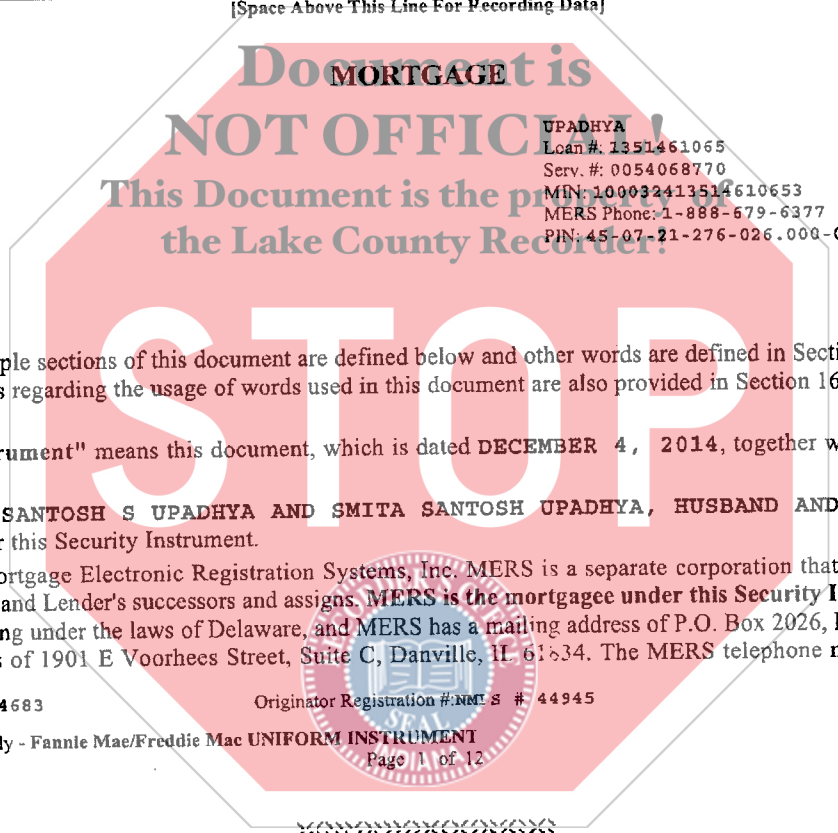 [Space Above This Line For Recording Data]
Document is
MORTGAGE
NOT OFFICIAL!
UPADHYA
Loan #: 1351461065
Serv. #: 0054068770
This Document is the property of
MIN: 100032413514610653
MERS Phone: 1-888-679-6377
the Lake County Recorder!
PIN: 45-07-21-276-026.000-
STOP
ple sections of this document are defined below and other words are defined in Secti
s regarding the usage of words used in this document are also provided in Section 16
rument" means this document, which is dated DECEMBER 4, 2014, together w
SANTOSH S UPADHYA AND SMITA SANTOSH UPADHYA, HUSBAND AND
r this Security Instrument.
ortgage Electronic Registration Systems, Inc. MERS is a separate corporation that
and Lender's successors and assigns. MERS is the mortgagee under this Security I
ng under the laws of Delaware, and MERS has a mailing address of P.O. Box 2026,
s of 1901 E Voorhees Street, Suite C, Danville, IL 61834. The MERS telephone n
4683
Originator Registration #:NMLS # 44945
SEAL
ly - Fannie Mae/Freddie Mac UNIFORM INSTRUMENT
INDIANA
Page 1 of 12